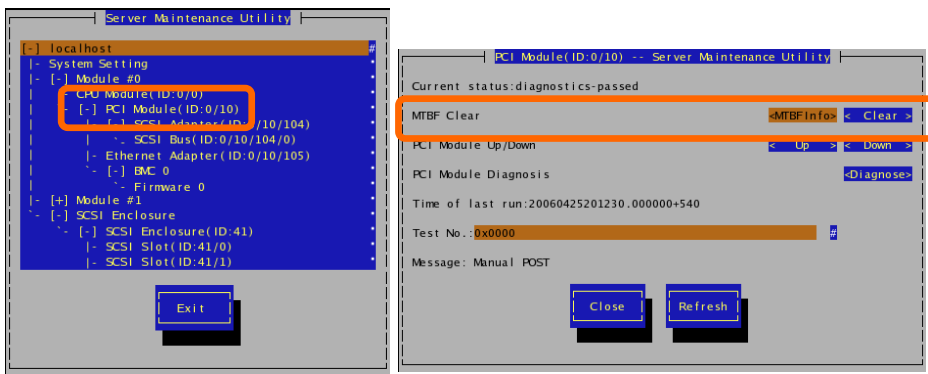 Server Maintenance Utility
[-] localhost #
|- System Setting
|- [-] Module #0
CPU Module(ID:0/0)
[-] PCI Module(ID:0/10)
[-] SCSI Adapter(ID:0/10/104)
`- SCSI Bus(ID:0/10/104/0)
|- Ethernet Adapter(ID:0/10/105)
`- [-] BMC 0
`- Firmware 0
|- [+] Module #1
`- [-] SCSI Enclosure
`- [-] SCSI Enclosure(ID:41)
|- SCSI Slot(ID:41/0)
|- SCSI Slot(ID:41/1)
Exit
PCI Module(ID:0/10) -- Server Maintenance Utility
Current status:diagnostics-passed
MTBF Clear <MTBFInfo> < Clear >
PCI Module Up/Down < Up > < Down >
PCI Module Diagnosis <Diagnose>
Time of last run:20060425201230.000000+540
Test No.:0x0000 #
Message: Manual POST
Close Refresh